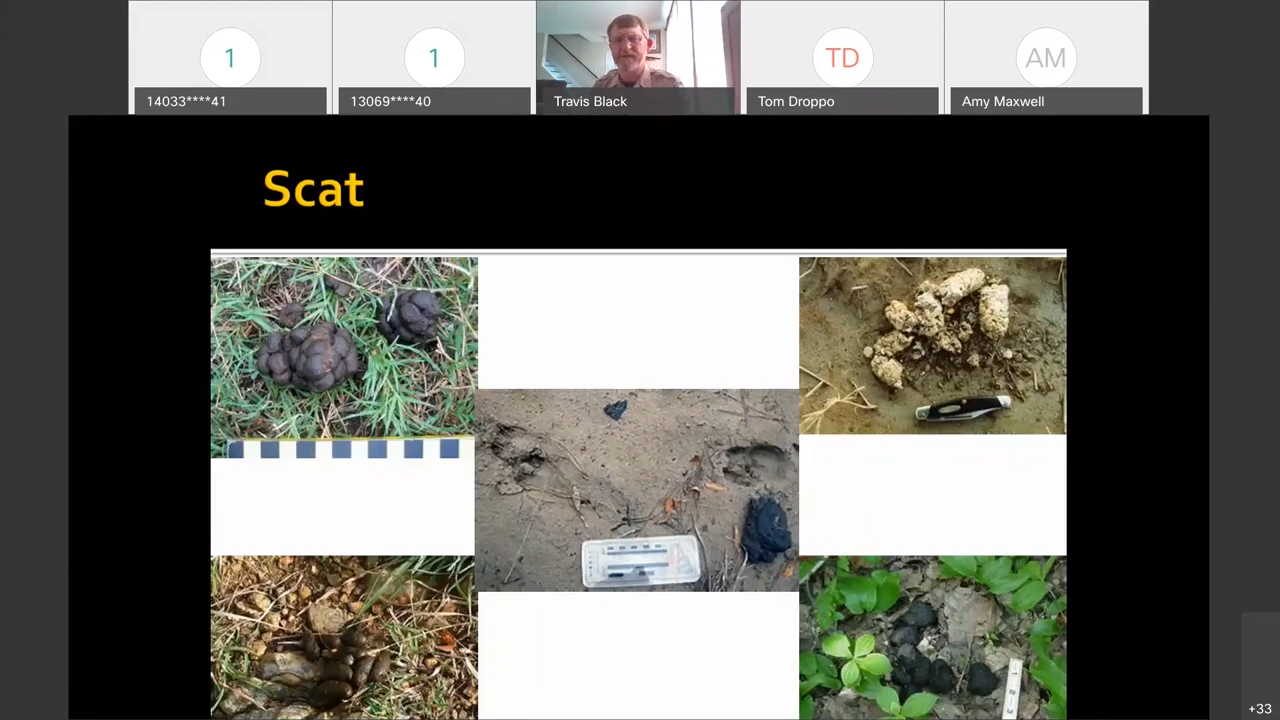 1
1
TD
AM
14033****41
13069****40
Travis Black
Tom Droppo
Amy Maxwell
Scat
+33